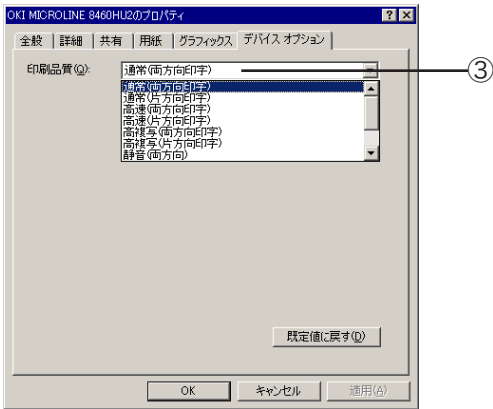 OKI MICROLINE 8460HU2のプロパティ
全般 詳細 共有 用紙 グラフィックス デバイス オプション
印刷品質(Q): 通常(両方向印字) ③
通常(両方向印字)
通常(片方向印字)
高速(両方向印字)
高速(片方向印字)
高複写(両方向印字)
高複写(片方向印字)
静音(両方向)
既定値に戻す(D)
OK キャンセル 適用(A)